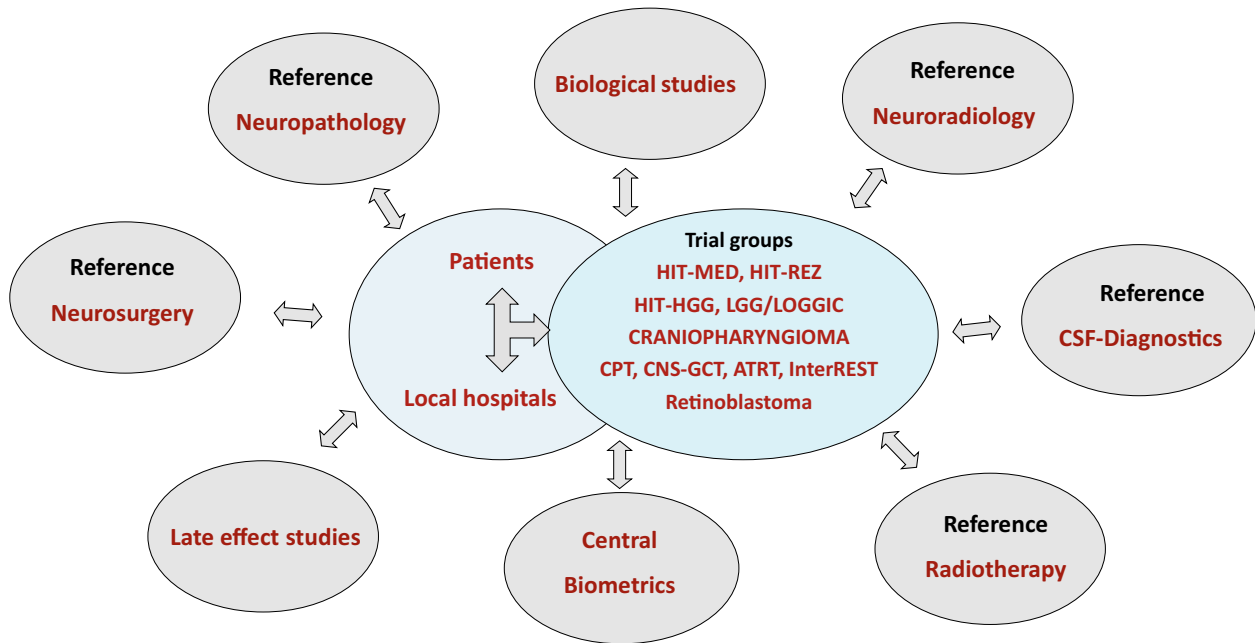 Reference
Neuropathology
Biological studies
Reference
Neuroradiology
Reference
Neurosurgery
Patients
Local hospitals
Trial groups
HIT-MED, HIT-REZ
HIT-HGG, LGG/LOGGIC
CRANIOPHARYNGIOMA
CPT, CNS-GCT, ATRT, InterREST
Retinoblastoma
Reference
CSF-Diagnostics
Late effect studies
Central
Biometrics
Reference
Radiotherapy